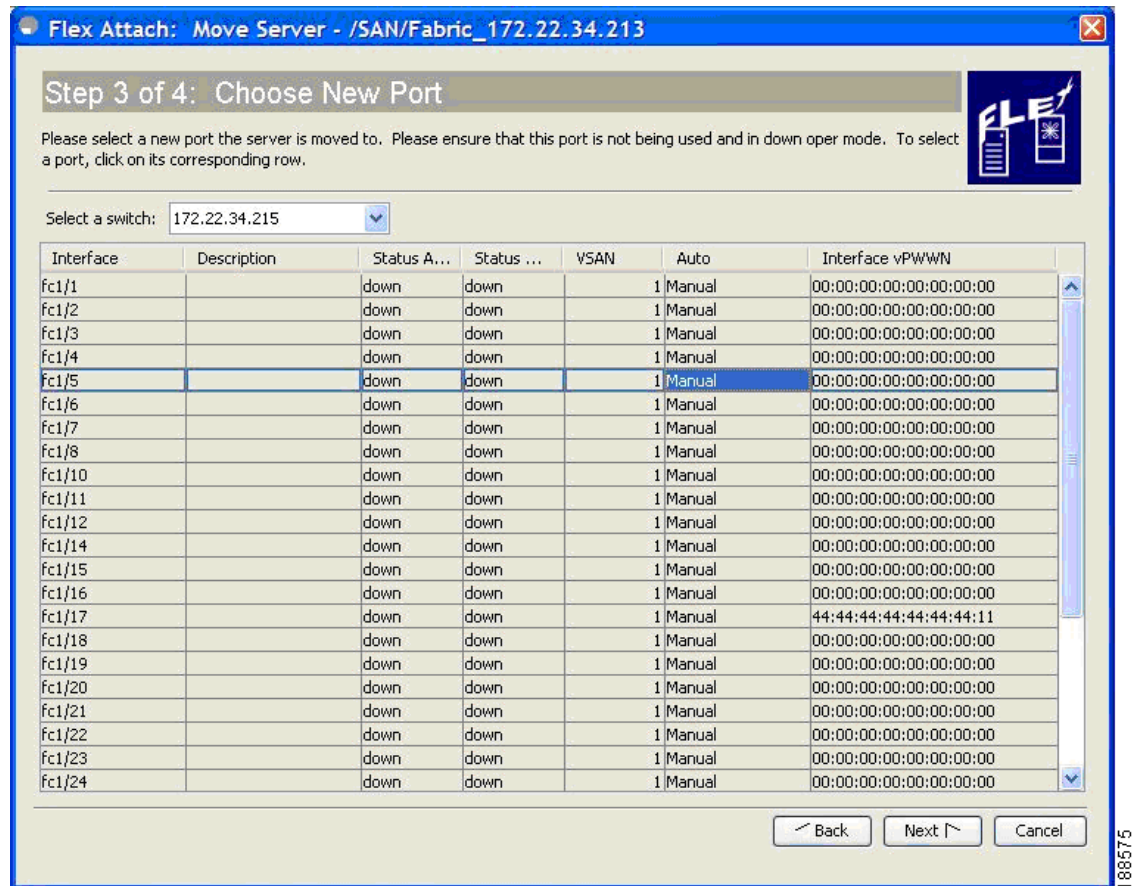 Flex Attach: Move Server - /SAN/Fabric_172.22.34.213
Step 3 of 4: Choose New Port
FLEX
Please select a new port the server is moved to. Please ensure that this port is not being used and in down oper mode. To select
a port, click on its corresponding row.
Select a switch: 172.22.34.215
Interface Description Status A... Status ... VSAN Auto Interface vPWWN
fc1/1 down down 1 Manual 00:00:00:00:00:00:00:00
fc1/2 down down 1 Manual 00:00:00:00:00:00:00:00
fc1/3 down down 1 Manual 00:00:00:00:00:00:00:00
fc1/4 down down 1 Manual 00:00:00:00:00:00:00:00
fc1/5 down down 1 Manual 00:00:00:00:00:00:00:00
fc1/6 down down 1 Manual 00:00:00:00:00:00:00:00
fc1/7 down down 1 Manual 00:00:00:00:00:00:00:00
fc1/8 down down 1 Manual 00:00:00:00:00:00:00:00
fc1/10 down down 1 Manual 00:00:00:00:00:00:00:00
fc1/11 down down 1 Manual 00:00:00:00:00:00:00:00
fc1/12 down down 1 Manual 00:00:00:00:00:00:00:00
fc1/14 down down 1 Manual 00:00:00:00:00:00:00:00
fc1/15 down down 1 Manual 00:00:00:00:00:00:00:00
fc1/16 down down 1 Manual 00:00:00:00:00:00:00:00
fc1/17 down down 1 Manual 44:44:44:44:44:44:44:11
fc1/18 down down 1 Manual 00:00:00:00:00:00:00:00
fc1/19 down down 1 Manual 00:00:00:00:00:00:00:00
fc1/20 down down 1 Manual 00:00:00:00:00:00:00:00
fc1/21 down down 1 Manual 00:00:00:00:00:00:00:00
fc1/22 down down 1 Manual 00:00:00:00:00:00:00:00
fc1/23 down down 1 Manual 00:00:00:00:00:00:00:00
fc1/24 down down 1 Manual 00:00:00:00:00:00:00:00
Back Next Cancel
188575